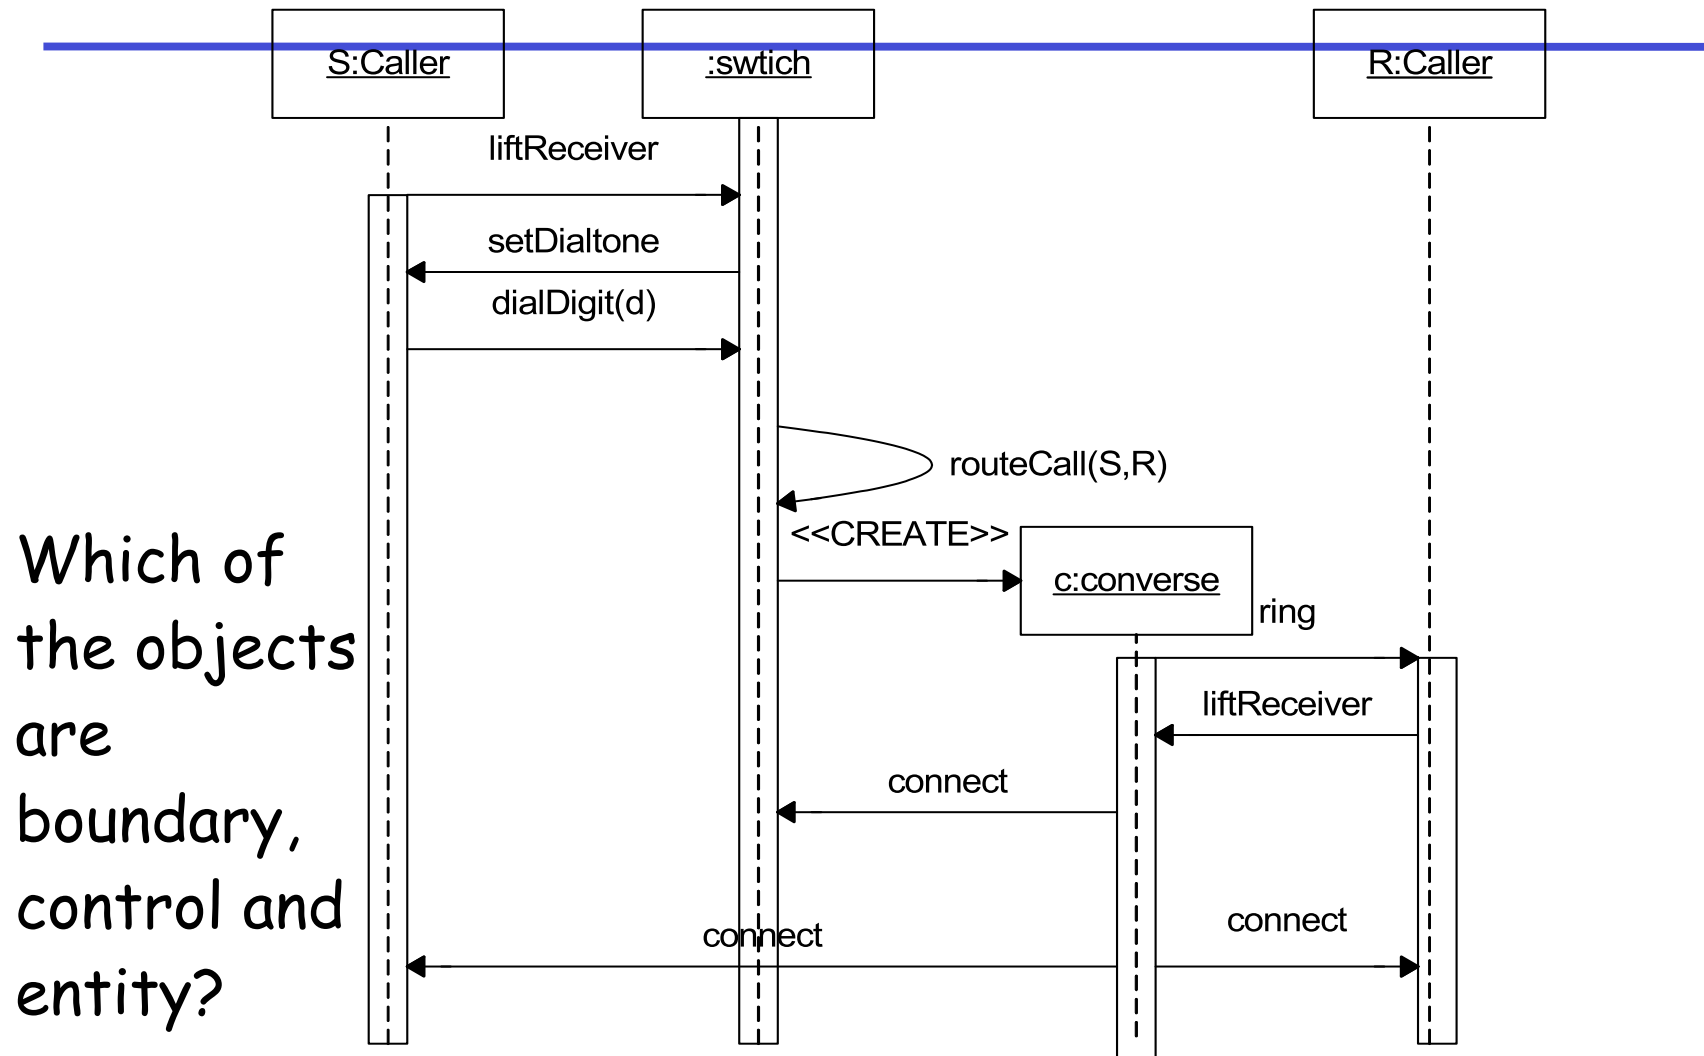 S:Caller
:swtich
R:Caller
liftReceiver
setDialtone
dialDigit(d)
routeCall(S,R)
<<CREATE>>
c:converse
ring
liftReceiver
connect
connect
connect
Which of
the objects
are
boundary,
control and
entity?